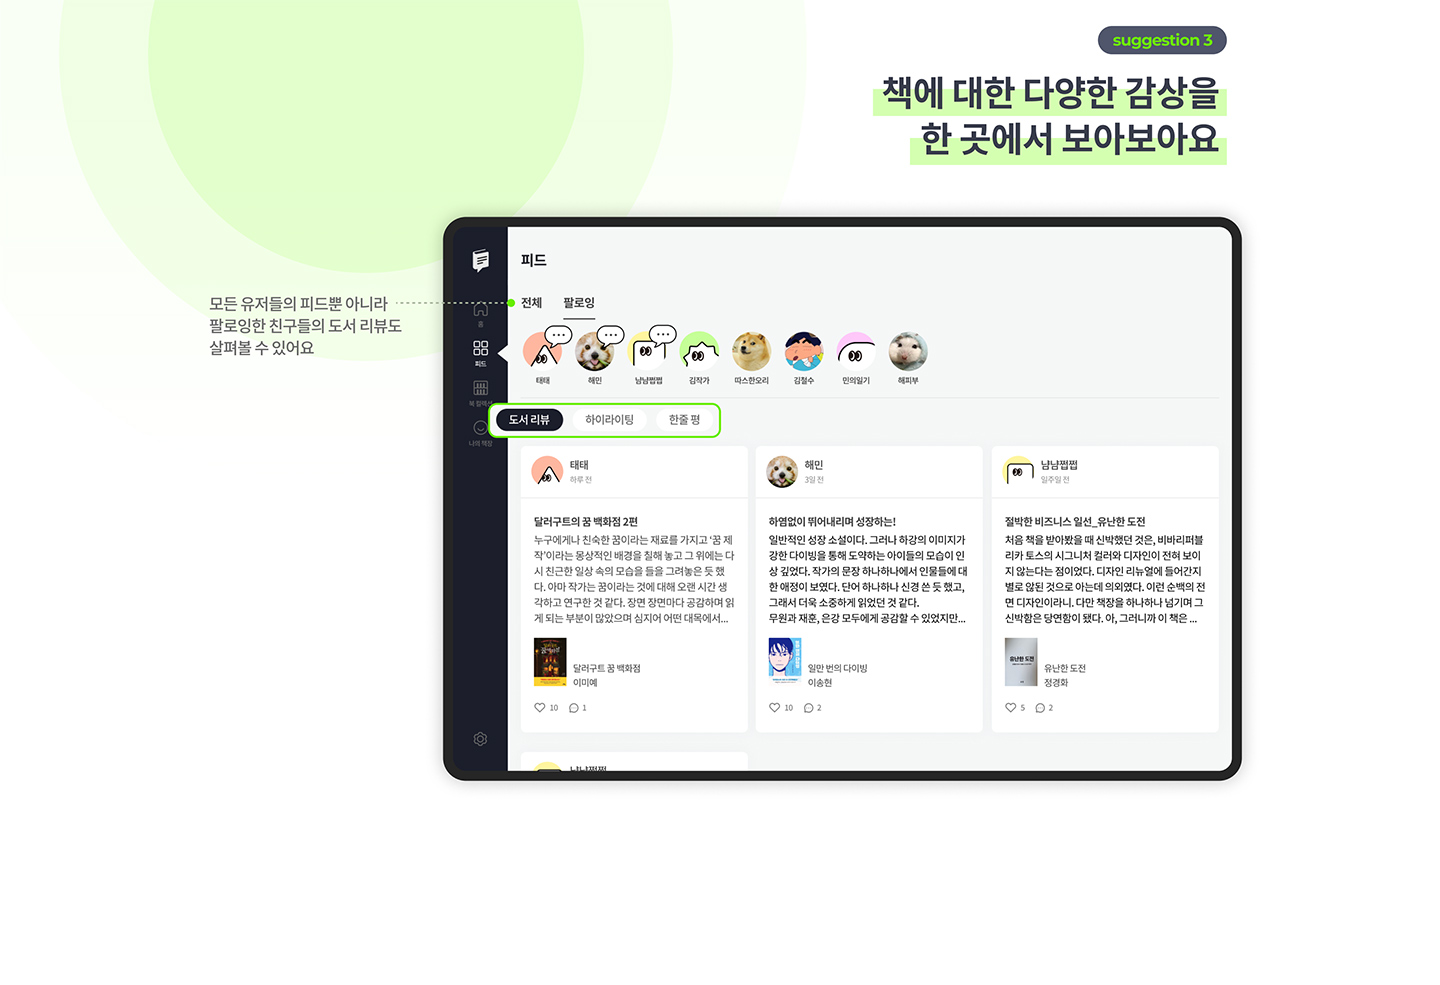 suggestion 3
책에 대한 다양한 감상을
한 곳에서 보아보아요
모든 유저들의 피드뿐 아니라
팔로잉한 친구들의 도서 리뷰도
살펴볼 수 있어요
홈
피드
북 컬렉션
나의 책장
피드
전체 팔로잉
태태 해민 냠냠쩝쩝 김작가 따스한오리 김철수 민의일기 해피부
도서 리뷰 하이라이팅 한줄 평
태태
하루 전
달러구트의 꿈 백화점 2편
누구에게나 친숙한 꿈이라는 재료를 가지고 ‘꿈 제
작’이라는 몽상적인 배경을 칠해 놓고 그 위에는 다
시 친근한 일상 속의 모습을 들을 그려놓은 듯 했
다. 아마 작가는 꿈이라는 것에 대해 오랜 시간 생
각하고 연구한 것 같다. 장면 장면마다 공감하며 읽
게 되는 부분이 많았으며 심지어 어떤 대목에서...
달러구트 꿈 백화점
이미예
10 1
해민
3일 전
하염없이 뛰어내리며 성장하는!
일반적인 성장 소설이다. 그러나 하강의 이미지가
강한 다이빙을 통해 도약하는 아이들의 모습이 인
상 깊었다. 작가의 문장 하나하나에서 인물들에 대
한 애정이 보였다. 단어 하나하나 신경 쓴 듯 했고,
그래서 더욱 소중하게 읽었던 것 같다.
무원과 재훈, 은강 모두에게 공감할 수 있었지만...
일만 번의 다이빙
이송현
10 2
냠냠쩝쩝
일주일 전
절박한 비즈니스 일선_유난한 도전
처음 책을 받아봤을 때 신박했던 것은, 비바리퍼블
리카 토스의 시그니처 컬러와 디자인이 전혀 보이
지 않는다는 점이었다. 디자인 리뉴얼에 들어간지
별로 않된 것으로 아는데 의외였다. 이런 순백의 전
면 디자인이라니. 다만 책장을 하나하나 넘기며 그
신박함은 당연함이 됐다. 아, 그러니까 이 책은 ...
유난한 도전
유난한 도전
정경화
5 2
냠냠쩝쩝